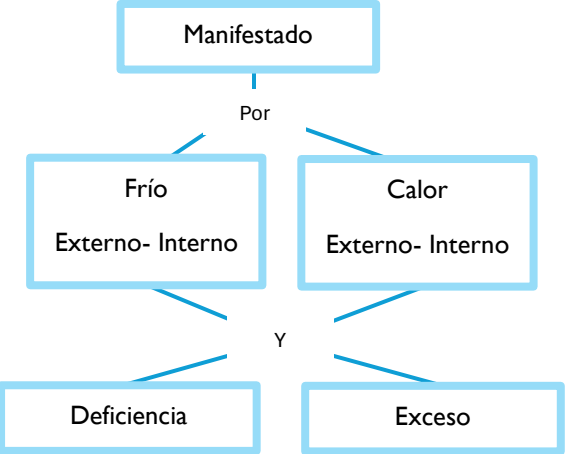 Manifestado
Por
Frío
Externo- Interno
Calor
Externo- Interno
Y
Deficiencia
Exceso